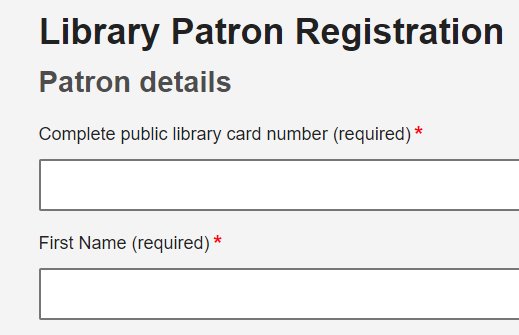 Library Patron Registration
Patron details
Complete public library card number (required) *
First Name (required) *